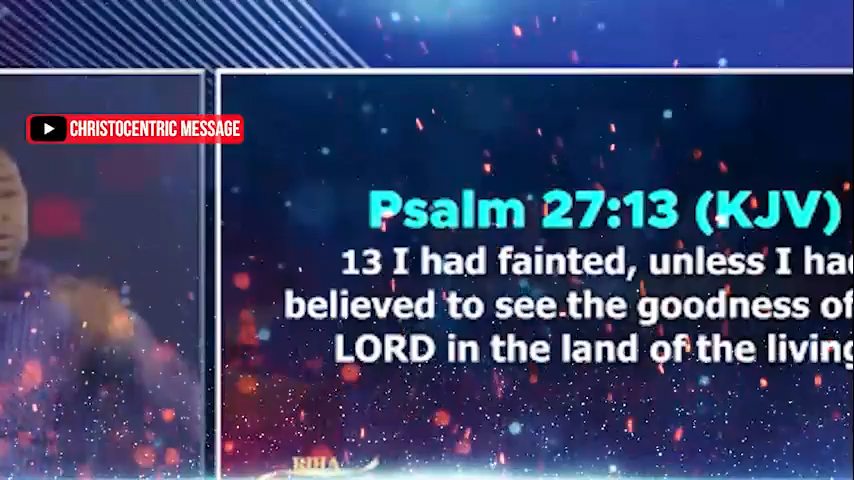 CHRISTOCENTRIC MESSAGE
Psalm 27:13 (KJV)
13 I had fainted, unless I had
believed to see the goodness of
LORD in the land of the living